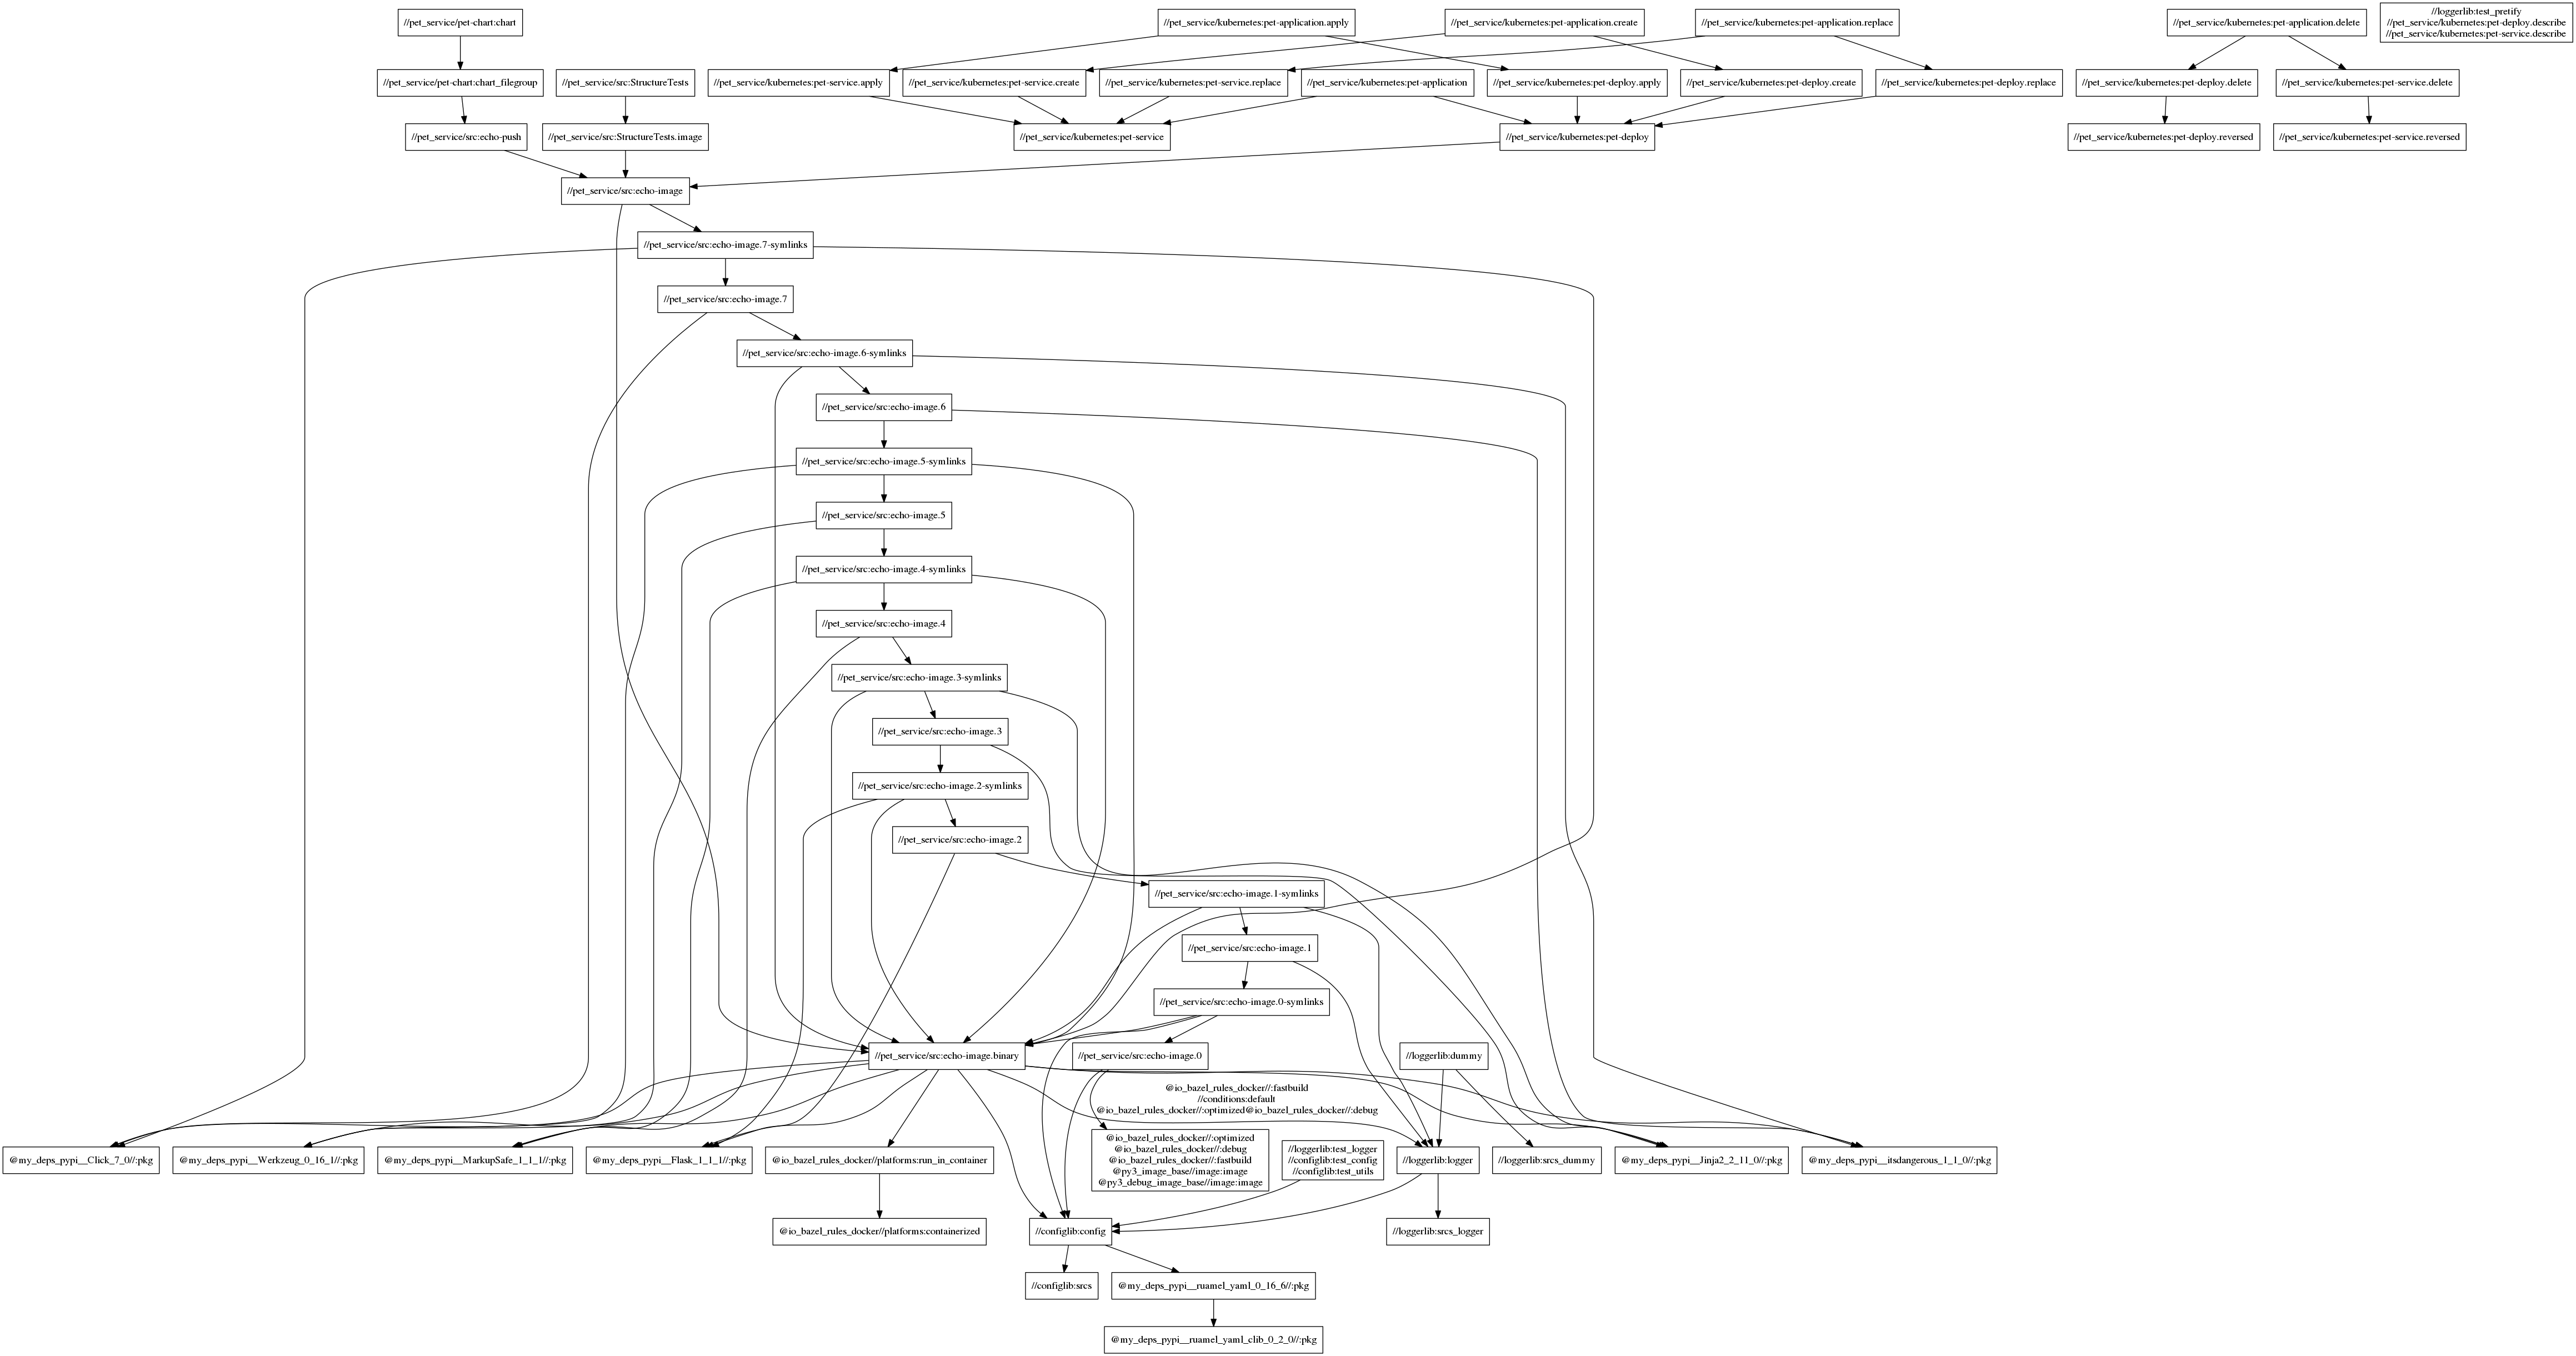 //pet_service/pet-chart:chart
//pet_service/kubernetes:pet-application.apply
//pet_service/kubernetes:pet-application.create
//pet_service/kubernetes:pet-application.replace
//pet_service/kubernetes:pet-application.delete
//loggerlib:test_pretify
//pet_service/kubernetes:pet-deploy.describe
//pet_service/kubernetes:pet-service.describe
//pet_service/pet-chart:chart_filegroup
//pet_service/src:StructureTests
//pet_service/kubernetes:pet-service.apply
//pet_service/kubernetes:pet-service.create
//pet_service/kubernetes:pet-service.replace
//pet_service/kubernetes:pet-application
//pet_service/kubernetes:pet-deploy.apply
//pet_service/kubernetes:pet-deploy.create
//pet_service/kubernetes:pet-deploy.replace
//pet_service/kubernetes:pet-deploy.delete
//pet_service/kubernetes:pet-service.delete
//pet_service/src:echo-push
//pet_service/src:StructureTests.image
//pet_service/kubernetes:pet-service
//pet_service/kubernetes:pet-deploy
//pet_service/kubernetes:pet-deploy.reversed
//pet_service/kubernetes:pet-service.reversed
//pet_service/src:echo-image
//pet_service/src:echo-image.7-symlinks
//pet_service/src:echo-image.7
//pet_service/src:echo-image.6-symlinks
//pet_service/src:echo-image.6
//pet_service/src:echo-image.5-symlinks
//pet_service/src:echo-image.5
//pet_service/src:echo-image.4-symlinks
//pet_service/src:echo-image.4
//pet_service/src:echo-image.3-symlinks
//pet_service/src:echo-image.3
//pet_service/src:echo-image.2-symlinks
//pet_service/src:echo-image.2
//pet_service/src:echo-image.1-symlinks
//pet_service/src:echo-image.1
//pet_service/src:echo-image.0-symlinks
//pet_service/src:echo-image.binary
//pet_service/src:echo-image.0
//loggerlib:dummy
@io_bazel_rules_docker//:fastbuild
//conditions:default
@io_bazel_rules_docker//:optimized@io_bazel_rules_docker//:debug
@my_deps_pypi__Click_7_0//:pkg
@my_deps_pypi__Werkzeug_0_16_1//:pkg
@my_deps_pypi__MarkupSafe_1_1_1//:pkg
@my_deps_pypi__Flask_1_1_1//:pkg
@io_bazel_rules_docker//platforms:run_in_container
@io_bazel_rules_docker//:optimized
@io_bazel_rules_docker//:debug
@io_bazel_rules_docker//:fastbuild
@py3_image_base//image:image
@py3_debug_image_base//image:image
//loggerlib:test_logger
//configlib:test_config
//configlib:test_utils
//loggerlib:logger
//loggerlib:srcs_dummy
@my_deps_pypi__Jinja2_2_11_0//:pkg
@my_deps_pypi__itsdangerous_1_1_0//:pkg
@io_bazel_rules_docker//platforms:containerized
//configlib:config
//loggerlib:srcs_logger
//configlib:srcs
@my_deps_pypi__ruamel_yaml_0_16_6//:pkg
@my_deps_pypi__ruamel_yaml_clib_0_2_0//:pkg